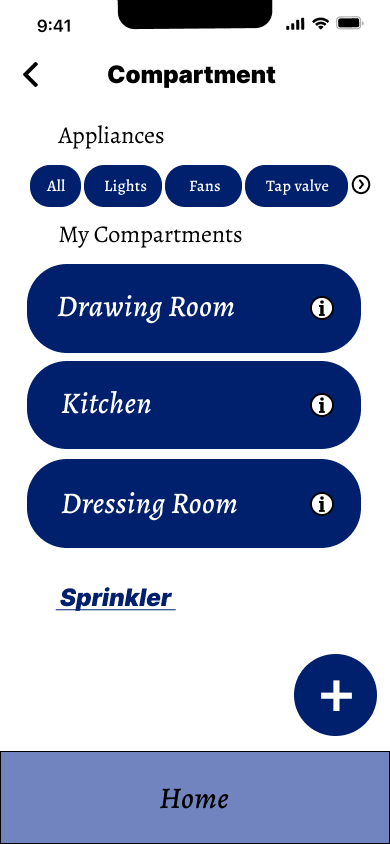 9:41
Compartment
Appliances
All Lights Fans Tap valve
My Compartments
Drawing Room
Kitchen
Dressing Room
Sprinkler
Home